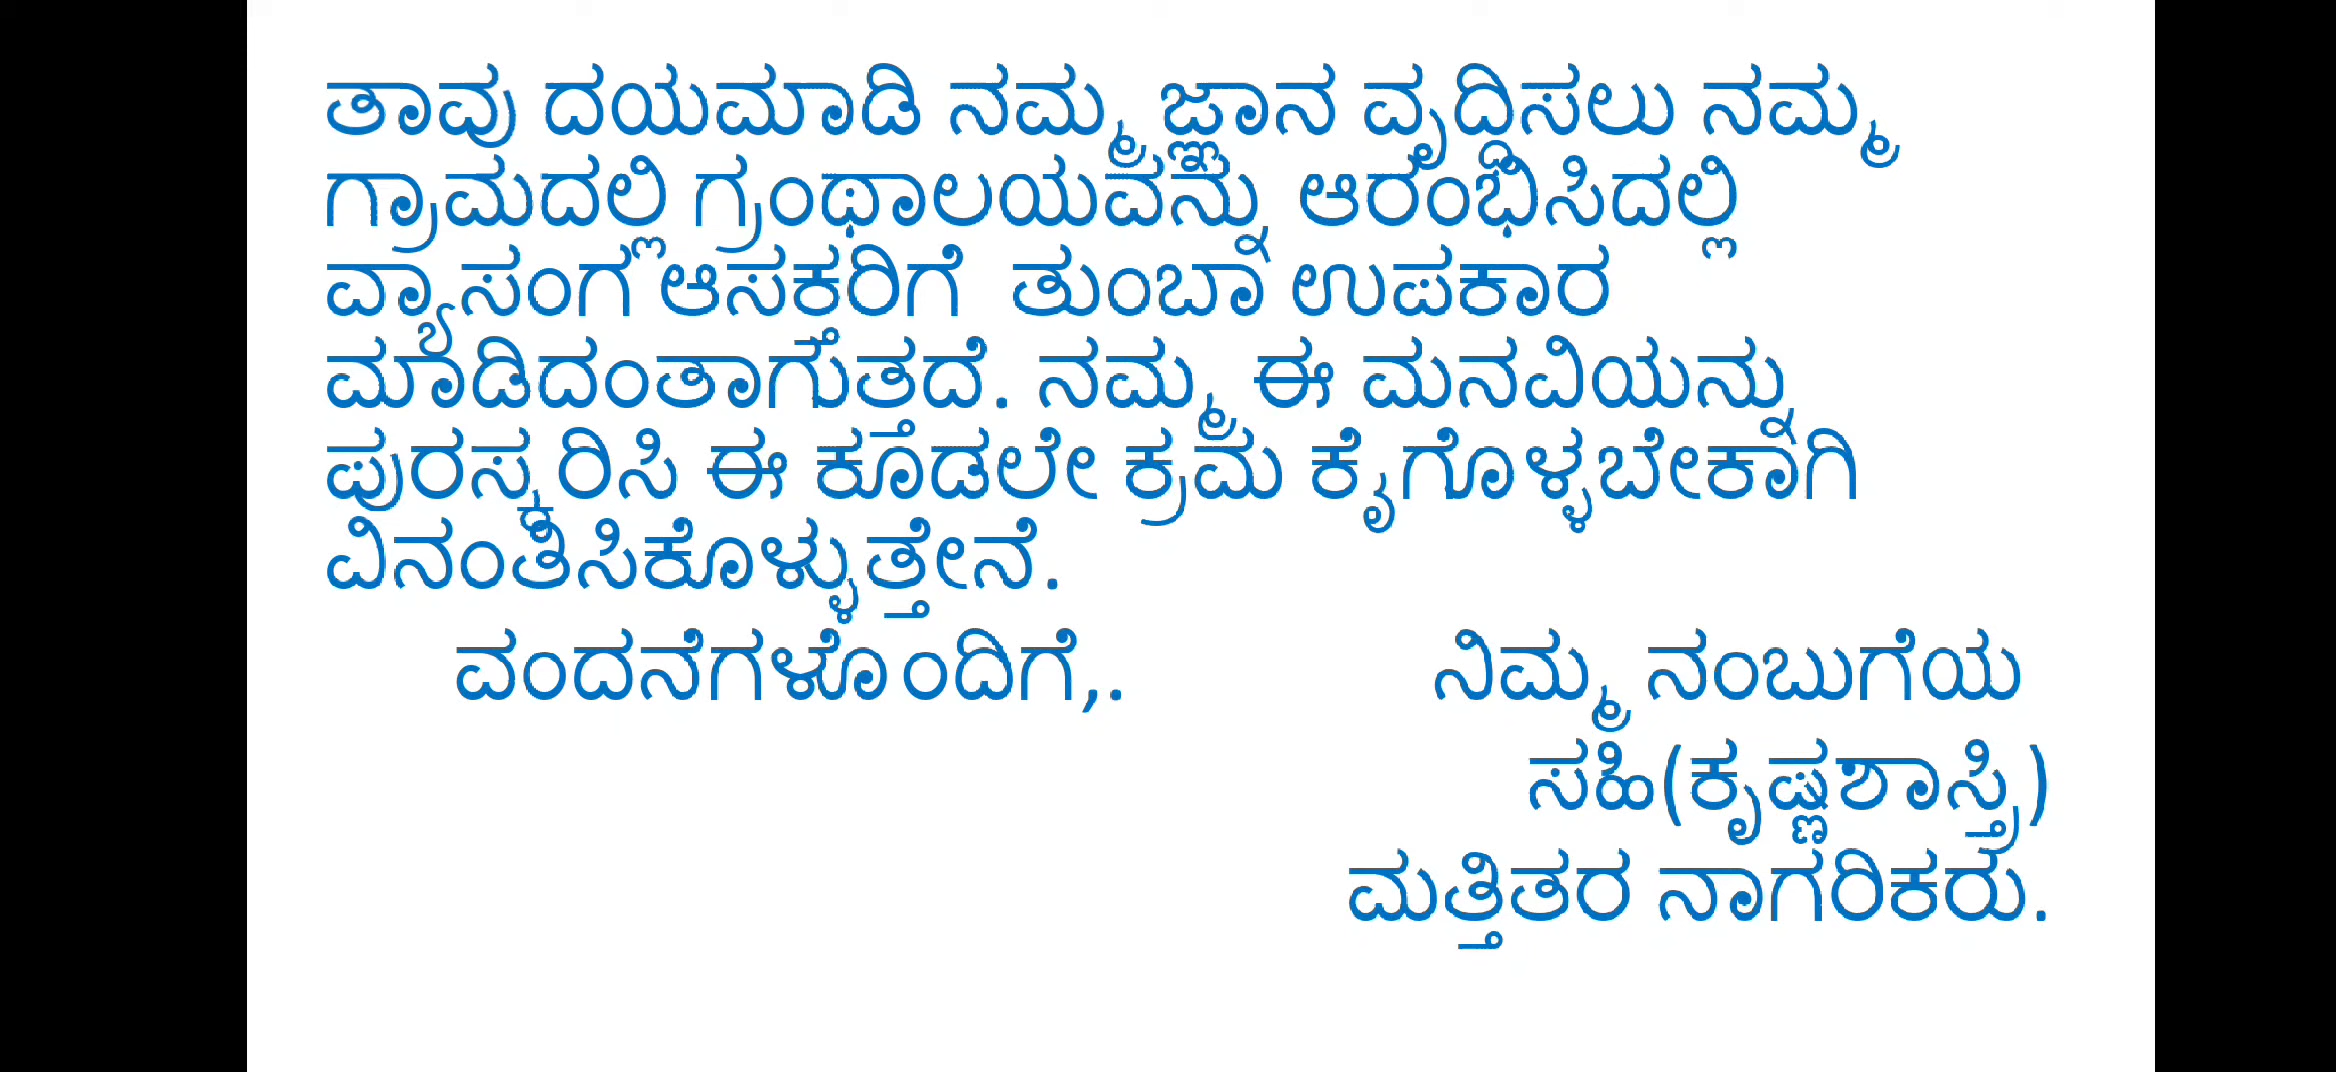 ತಾವು ದಯಮಾಡಿ ನಮ್ಮ ಜ್ಞಾನ ವೃದ್ಧಿಸಲು ನಮ್ಮ
ಗ್ರಾಮದಲ್ಲಿ ಗ್ರಂಥಾಲಯವನ್ನು ಆರಂಭಿಸಿದಲ್ಲಿ
ವ್ಯಾಸಂಗ ಆಸಕರಿಗೆ ತುಂಬಾ ಉಪಕಾರ
ಮಾಡಿದಂತಾಗುತ್ತದೆ. ನಮ್ಮ ಈ ಮನವಿಯನ್ನು
ಪುರಸ್ಕರಿಸಿ ಈ ಕೂಡಲೇ ಕ್ರಮ ಕೈಗೊಳ್ಳಬೇಕಾಗಿ
ವಿನಂತಿಸಿಕೊಳ್ಳುತ್ತೇನೆ.
ವಂದನೆಗಳೊಂದಿಗೆ,. ನಿಮ್ಮ ನಂಬುಗೆಯ
ಸಹಿ(ಕೃಷ್ಣಶಾಸ್ತ್ರಿ)
ಮತ್ತಿತರ ನಾಗರಿಕರು.